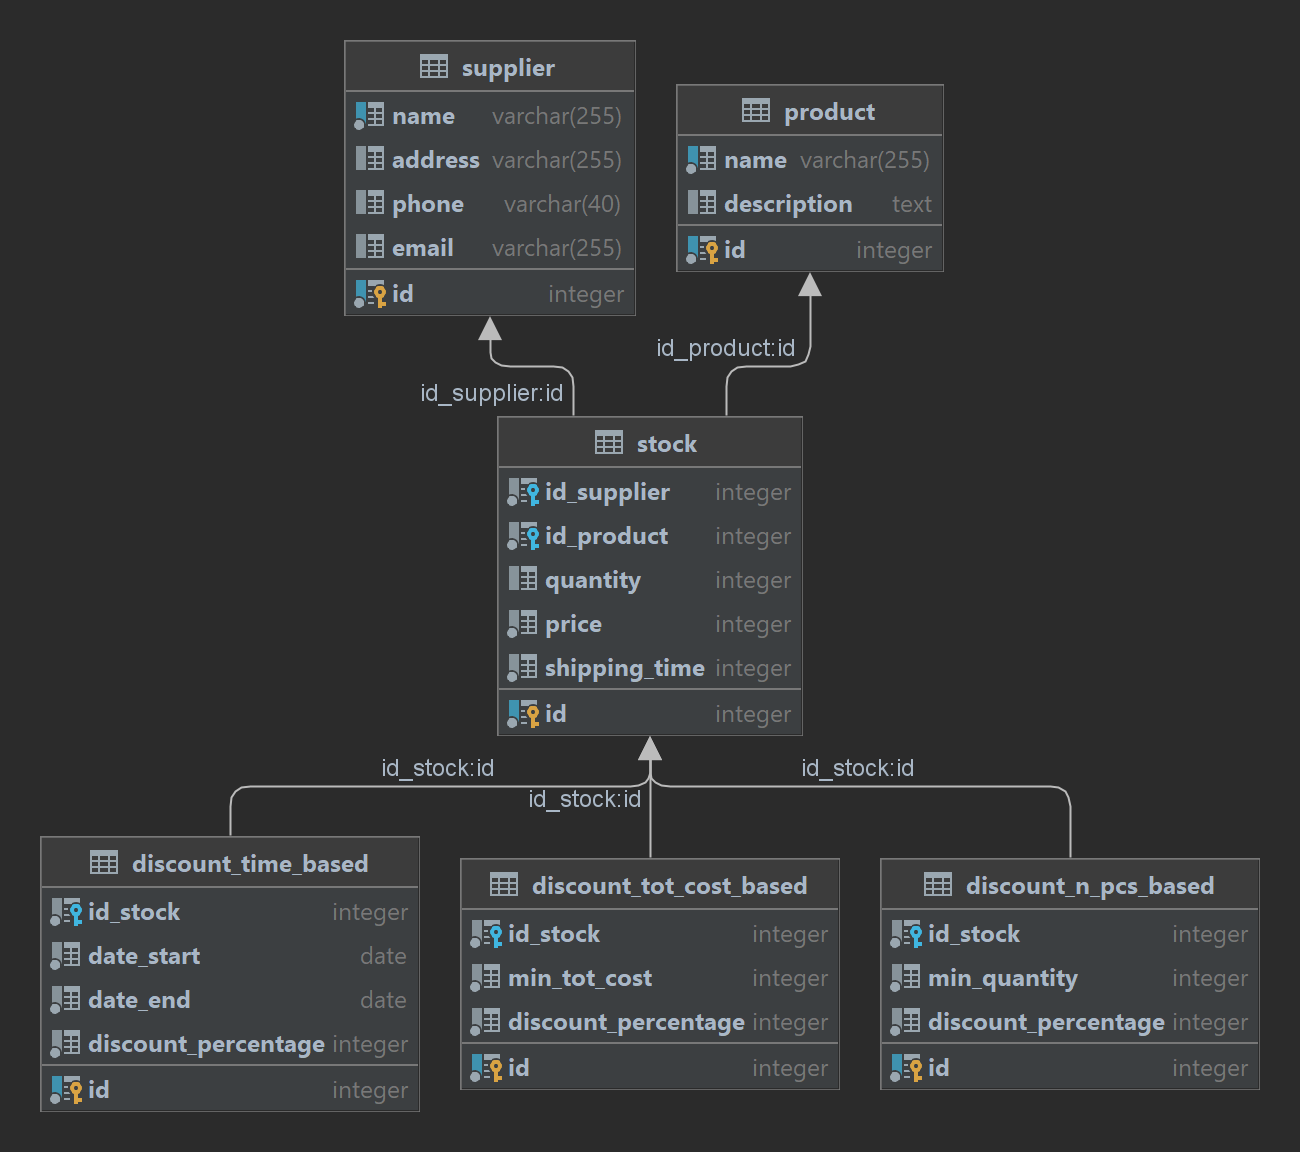 supplier
name varchar(255)
address varchar(255)
phone varchar(40)
email varchar(255)
id integer
product
name varchar(255)
description text
id integer
id_product:id
id_supplier:id
stock
id_supplier integer
id_product integer
quantity integer
price integer
shipping_time integer
id integer
id_stock:id
id_stock:id
id_stock:id
discount_time_based
id_stock integer
date_start date
date_end date
discount_percentage integer
id integer
discount_tot_cost_based
id_stock integer
min_tot_cost integer
discount_percentage integer
id integer
discount_n_pcs_based
id_stock integer
min_quantity integer
discount_percentage integer
id integer